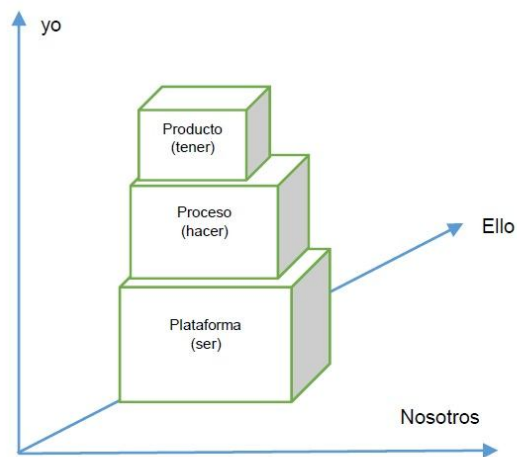 yo
Producto
(tener)
Proceso
(hacer)
Ello
Plataforma
(ser)
Nosotros